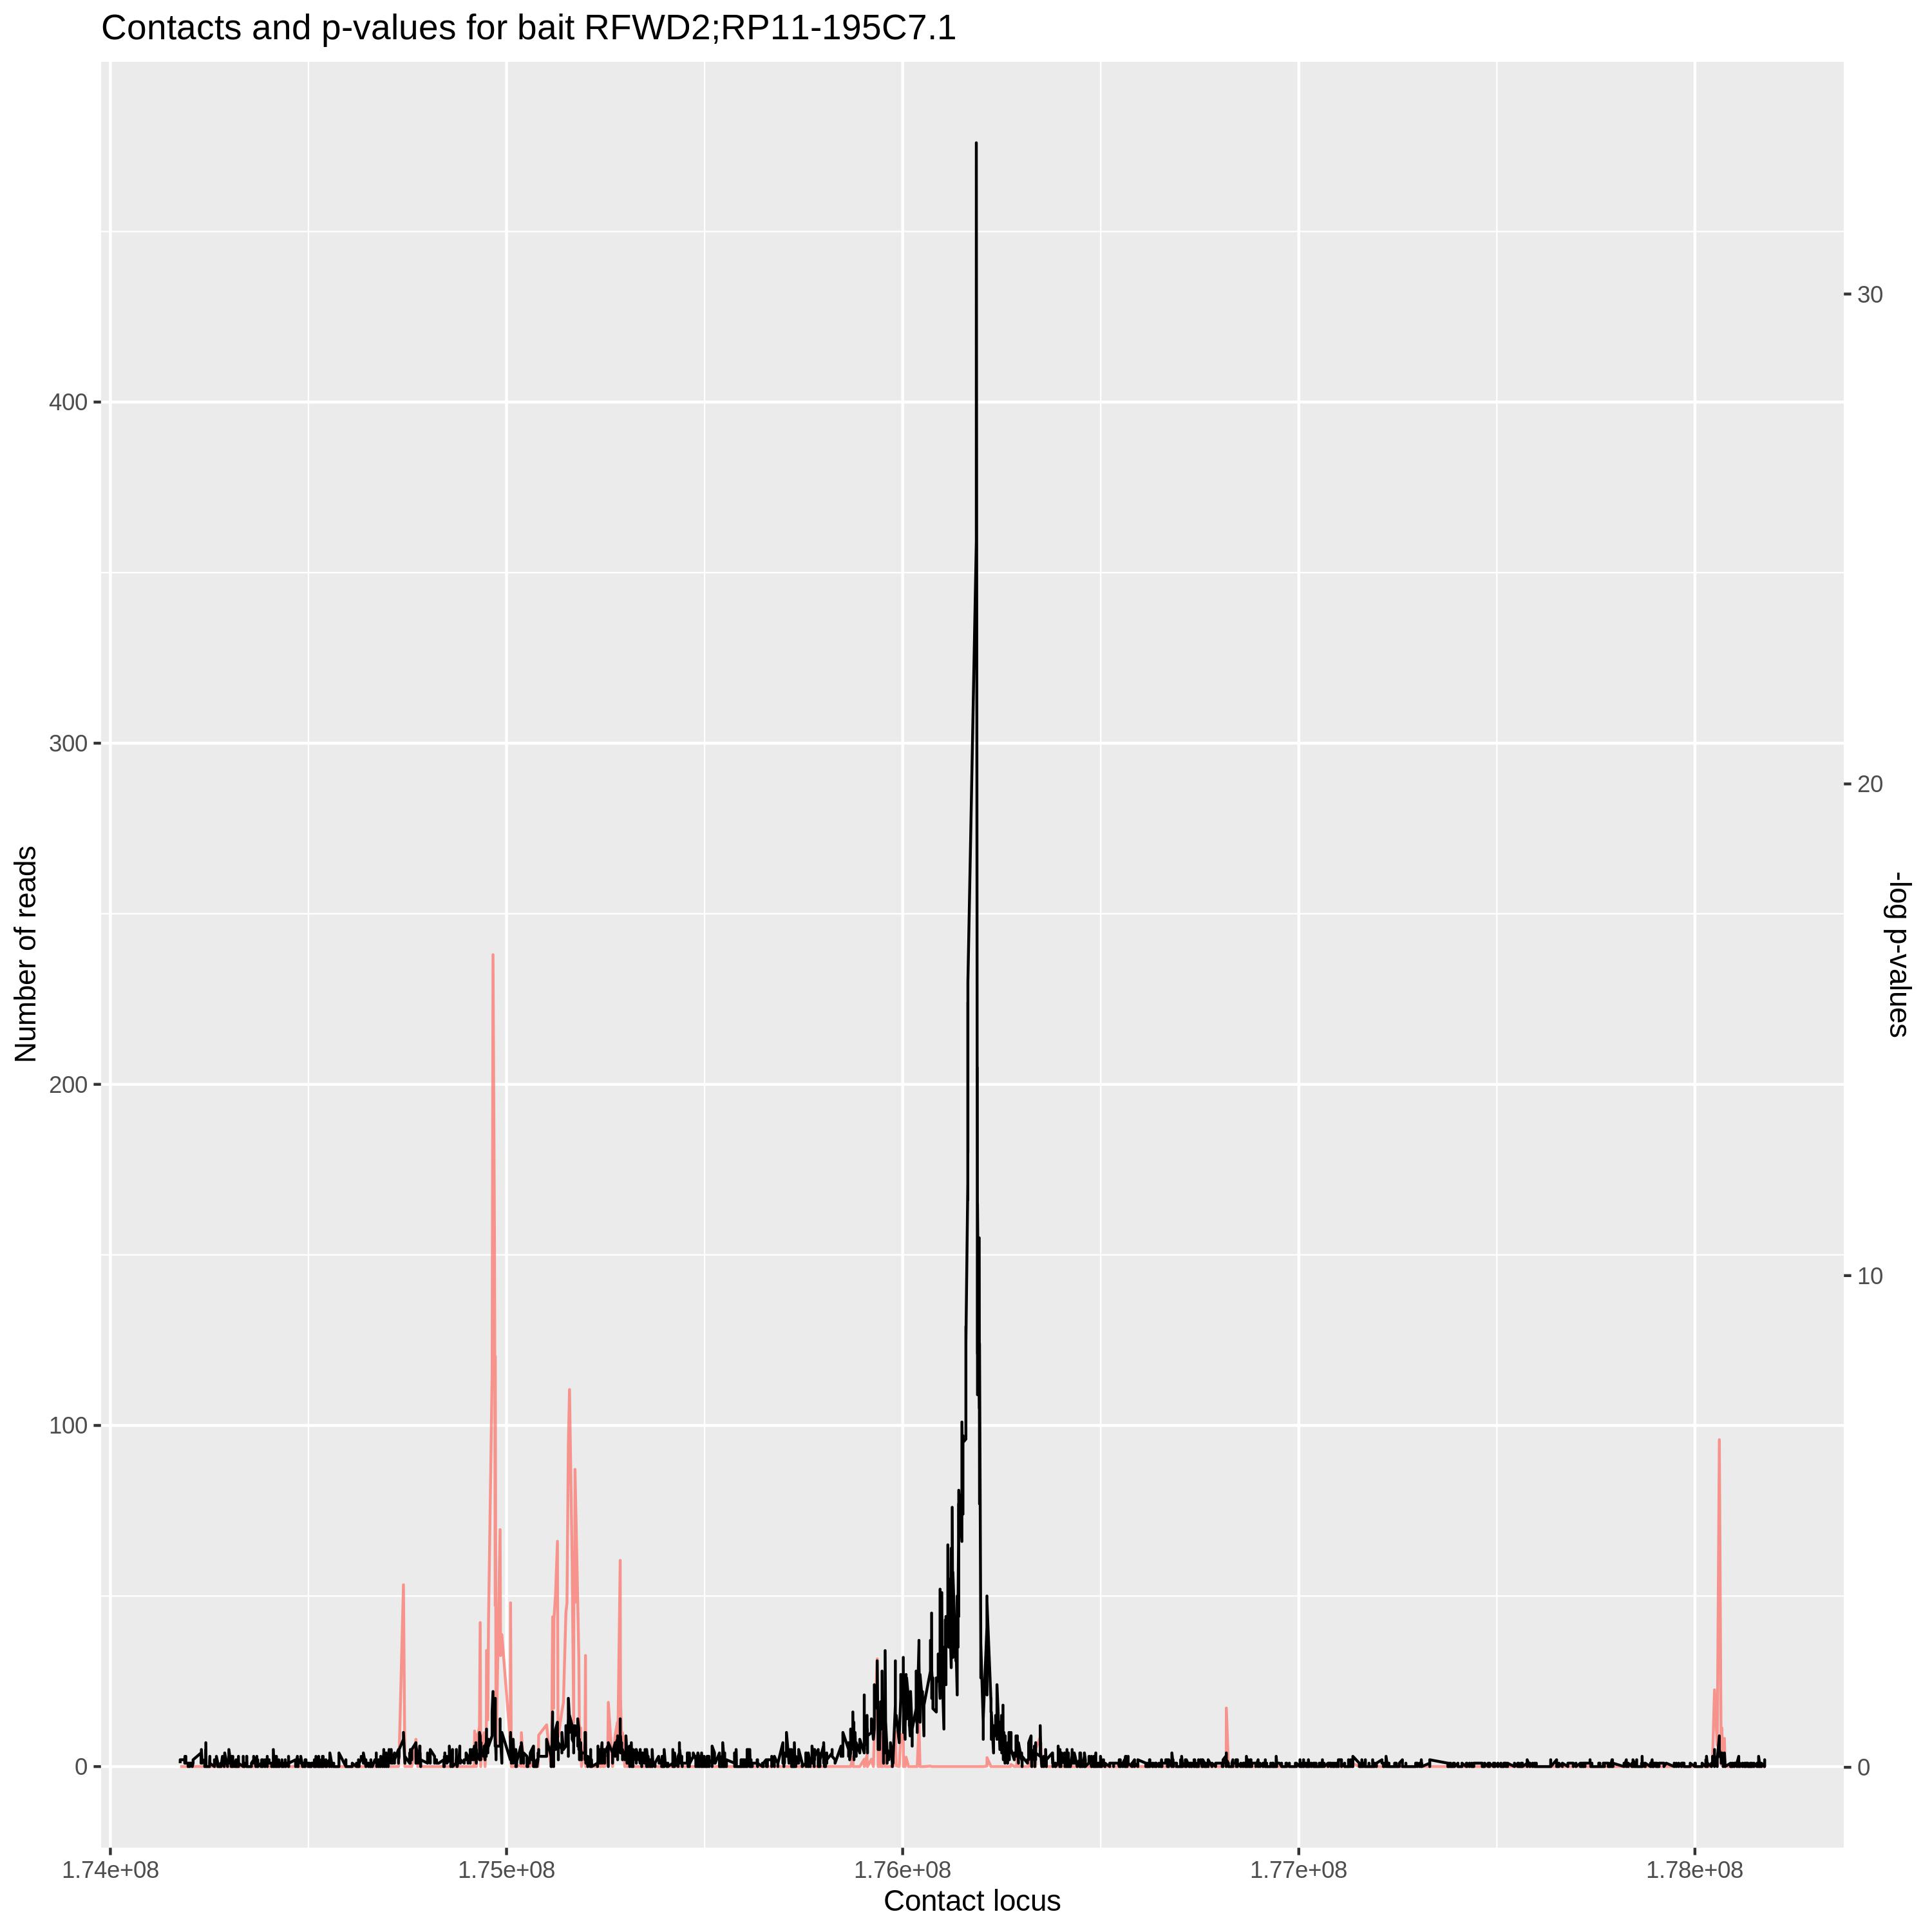 Contacts and p-values for bait RFWD2;RP11-195C7.1
400
300
200
100
0
30
20
10
0
Number of reads
-log p-values
1.74e+08 1.75e+08 1.76e+08 1.77e+08 1.78e+08
Contact locus